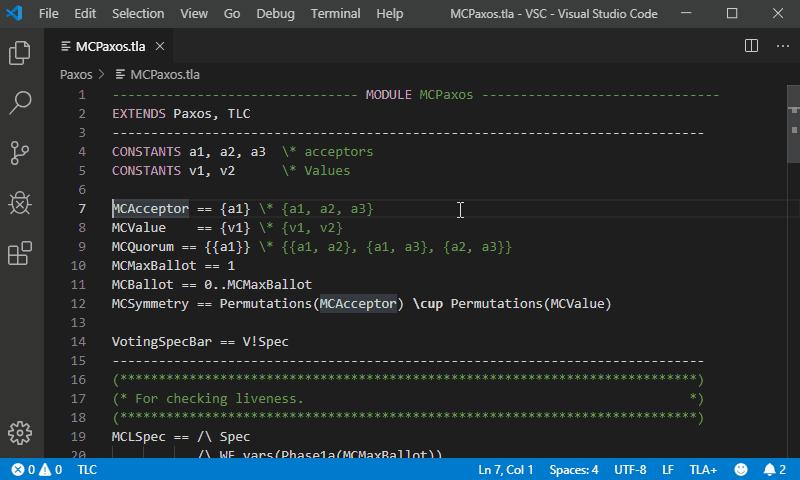 File Edit Selection View Go Debug Terminal Help MCPaxos.tla - VSC - Visual Studio Code
MCPaxos.tla
Paxos > MCPaxos.tla
1 -------------------------------- MODULE MCPaxos -------------------------------
2 EXTENDS Paxos, TLC
3 -----------------------------------------------------------------------------
4 CONSTANTS a1, a2, a3  \* acceptors
5 CONSTANTS v1, v2      \* Values
6
7 MCAcceptor == {a1} \* {a1, a2, a3}
8 MCValue    == {v1} \* {v1, v2}
9 MCQuorum == {{a1}} \* {{a1, a2}, {a1, a3}, {a2, a3}}
10 MCMaxBallot == 1
11 MCBallot == 0..MCMaxBallot
12 MCSymmetry == Permutations(MCAcceptor) \cup Permutations(MCValue)
13
14 VotingSpecBar == V!Spec
15 -----------------------------------------------------------------------------
16 (***************************************************************************)
17 (* For checking liveness.                                                  *)
18 (***************************************************************************)
19 MCLSpec == /\ Spec
20            /\ WF_vars(Phase1a(MCMaxBallot))
0 0 TLC Ln 7, Col 1 Spaces: 4 UTF-8 LF TLA+ 2